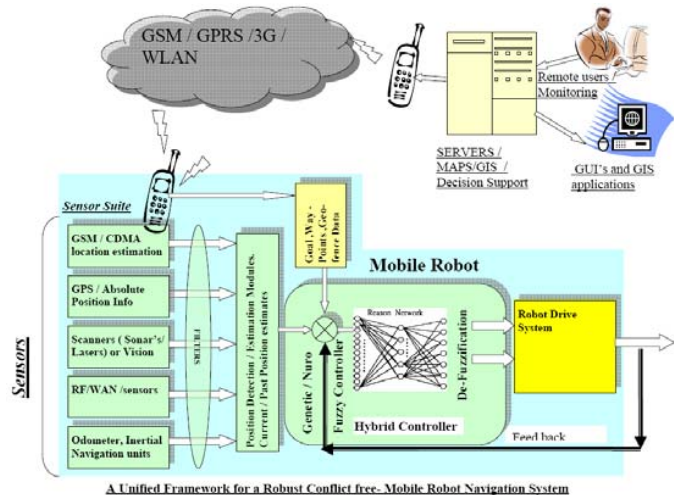 GSM / GPRS /3G /
WLAN
Remote users /
Monitoring
SERVERS /
MAPS/GIS /
Decision Support
GUI's and GIS
applications
Sensor Suite
Sensors
GSM / CDMA
location estimation
GPS / Absolute
Position Info
Scanners ( Sonar's/
Lasers) or Vision
RF/WAN /sensors
Odometer, Inertial
Navigation units
FILTERS
Position Detection / Estimation Modules.
Current / Past Position estimates
Goal ,Way -
Points ,Geo-
fence Data
Mobile Robot
Genetic / Nuro
Fuzzy Controller
Reason Network
De-Fuzzification
Hybrid Controller
Robot Drive
System
Feed back
A Unified Framework for a Robust Conflict free- Mobile Robot Navigation System